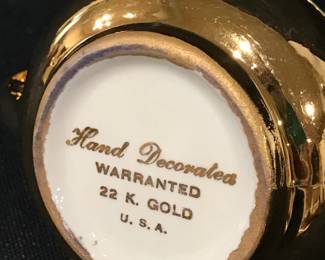 Hand Decorated
WARRANTED
22 K. GOLD
U. S. A.